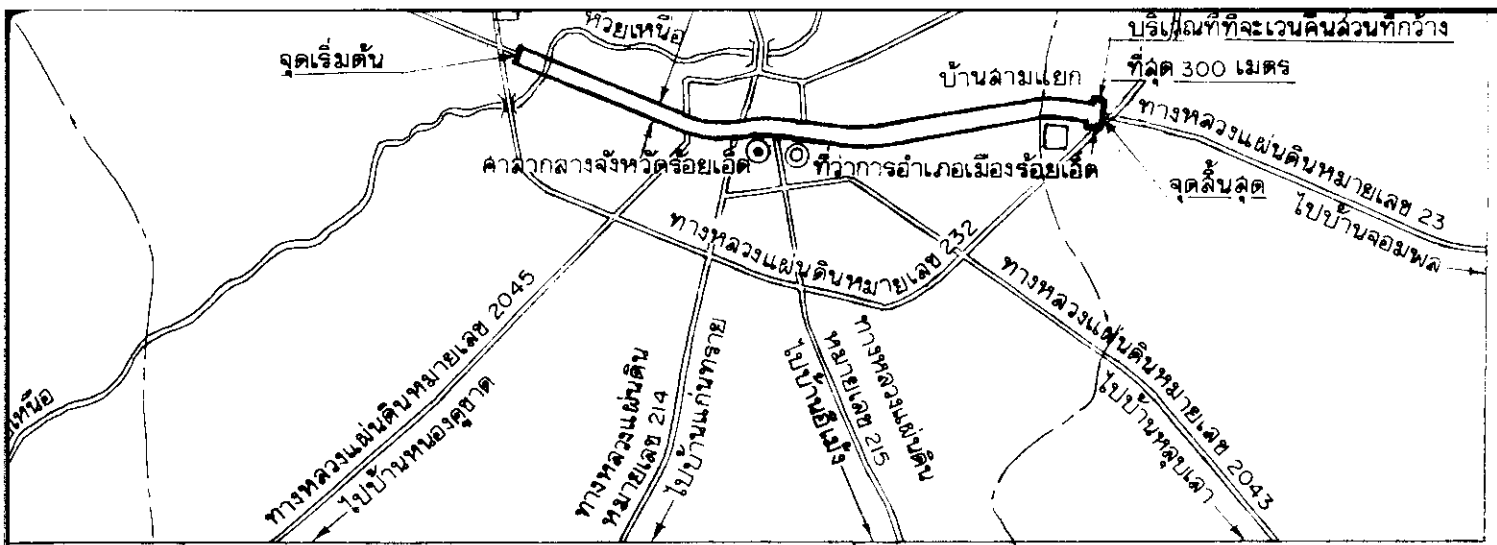 ห้วยเหนือ
จุดเริ่มต้น
บริเวณที่ที่จะเวนคืนส่วนที่กว้าง
ที่สุด 300 เมตร
บ้านสามแยก
ทางหลวงแผ่นดินหมายเลข 23
ไปบ้านจอมพล
ศาลากลางจังหวัดร้อยเอ็ด
ที่ว่าการอำเภอเมืองร้อยเอ็ด
จุดสิ้นสุด
ทางหลวงแผ่นดินหมายเลข 232
ทางหลวงแผ่นดินหมายเลข 2045
ไปบ้านหนองคูขาด
ทางหลวงแผ่นดิน
หมายเลข 214
ไปบ้านแก่นทราย
ทางหลวงแผ่นดิน
หมายเลข 215
ไปบ้านอีเม้ง
ทางหลวงแผ่นดินหมายเลข 2043
ไปบ้านหลุบเลา
เหนือ